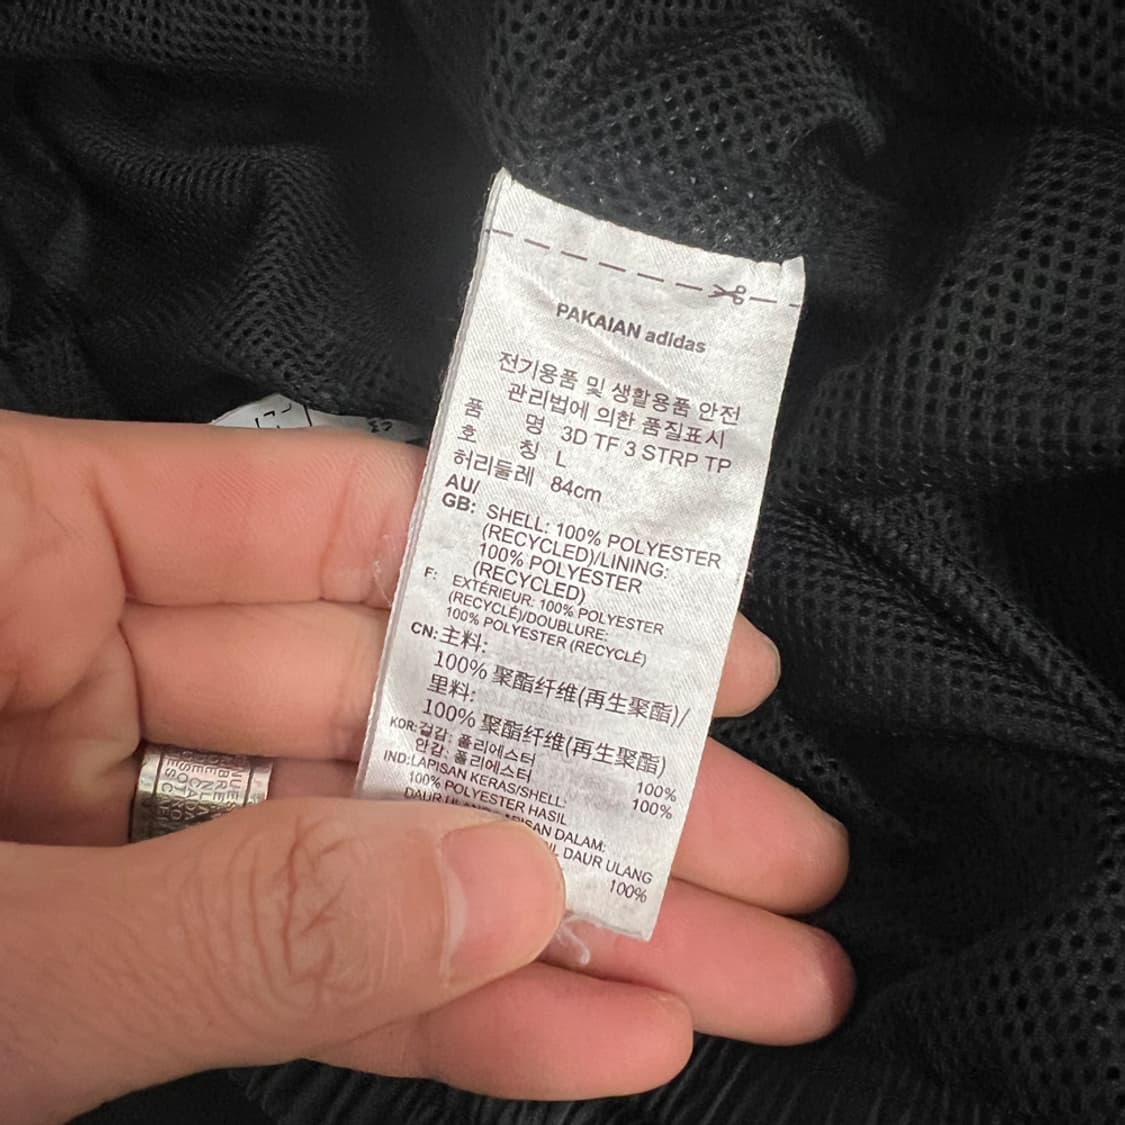 PAKAIAN adidas
전기용품 및 생활용품 안전
관리법에 의한 품질표시
품 명 3D TF 3 STRP TP
호 칭 L
허리둘레 84cm
AU/
GB: SHELL: 100% POLYESTER
(RECYCLED)/LINING:
100% POLYESTER
(RECYCLED)
F: EXTÉRIEUR: 100% POLYESTER
(RECYCLÉ)/DOUBLURE:
100% POLYESTER (RECYCLÉ)
CN: 主料:
100% 聚酯纤维(再生聚酯)/
里料:
100% 聚酯纤维(再生聚酯)
KOR: 겉감: 폴리에스터 100%
안감: 폴리에스터 100%
IND: LAPISAN KERAS/SHELL:
100% POLYESTER HASIL
DAUR DALAM:
DAUR ULANG
100%